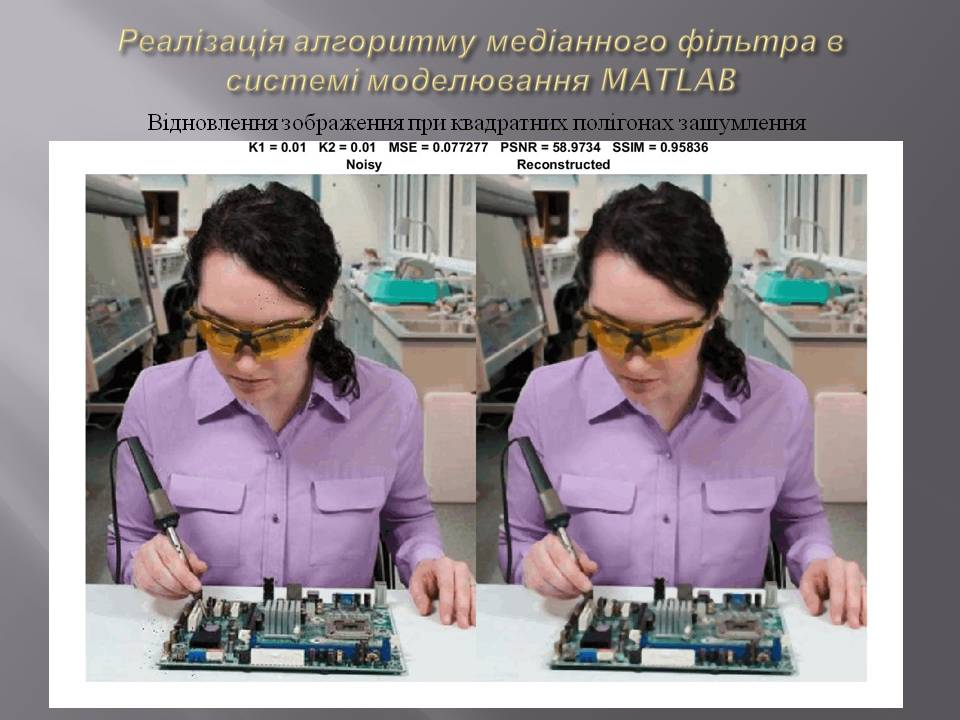 Реалізація алгоритму медіанного фільтра в
системі моделювання MATLAB
Відновлення зображення при квадратних полігонах зашумлення
K1 = 0.01 K2 = 0.01 MSE = 0.077277 PSNR = 58.9734 SSIM = 0.95836
Noisy Reconstructed